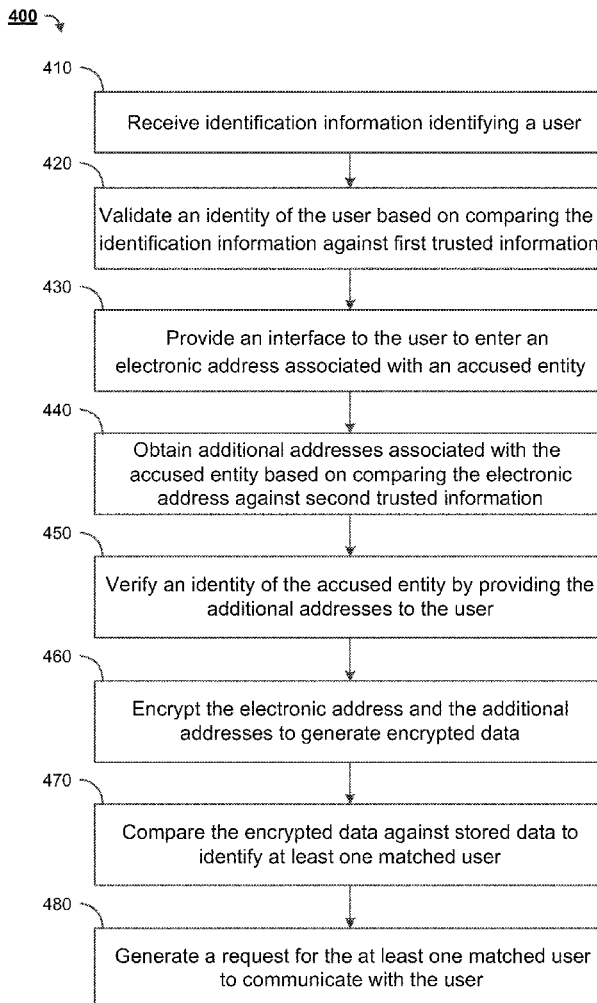 400
410
Receive identification information identifying a user
420
Validate an identity of the user based on comparing the
identification information against first trusted information
430
Provide an interface to the user to enter an
electronic address associated with an accused entity
440
Obtain additional addresses associated with the
accused entity based on comparing the electronic
address against second trusted information
450
Verify an identity of the accused entity by providing the
additional addresses to the user
460
Encrypt the electronic address and the additional
addresses to generate encrypted data
470
Compare the encrypted data against stored data to
identify at least one matched user
480
Generate a request for the at least one matched user
to communicate with the user